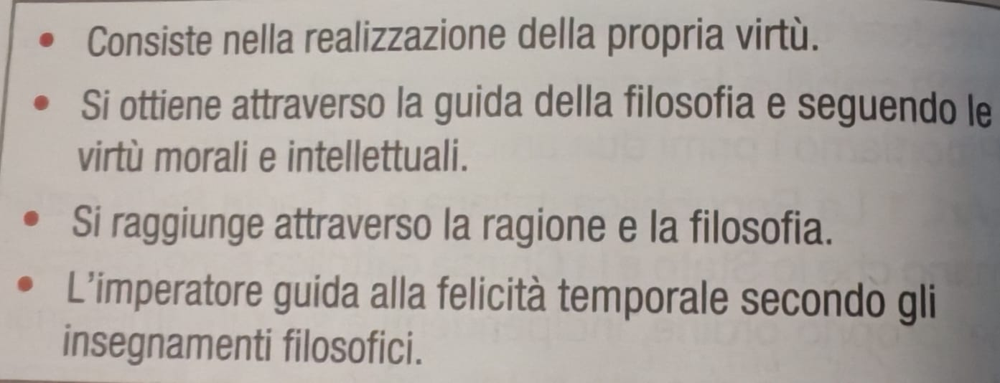 • Consiste nella realizzazione della propria virtù.
• Si ottiene attraverso la guida della filosofia e seguendo le
virtù morali e intellettuali.
• Si raggiunge attraverso la ragione e la filosofia.
• L'imperatore guida alla felicità temporale secondo gli
insegnamenti filosofici.